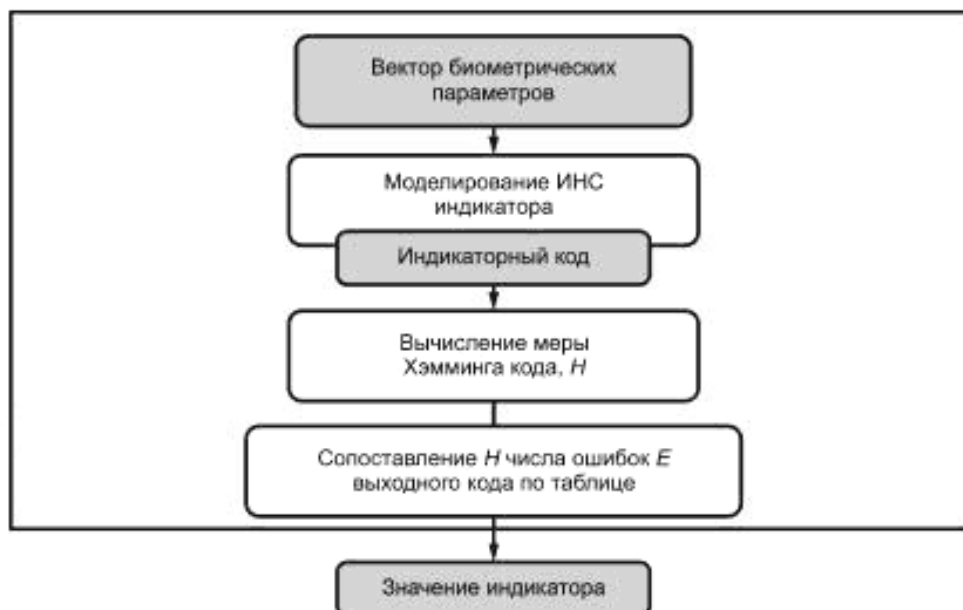 Вектор биометрических
параметров
Моделирование ИНС
индикатора
Индикаторный код
Вычисление меры
Хэмминга кода, H
Сопоставление H числа ошибок E
выходного кода по таблице
Значение индикатора